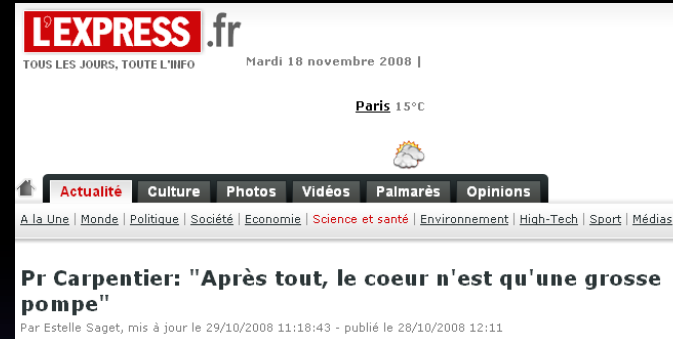 L'EXPRESS .fr
TOUS LES JOURS, TOUTE L'INFO
Mardi 18 novembre 2008 |
Paris 15°C
Actualité Culture Photos Vidéos Palmarès Opinions
A la Une | Monde | Politique | Société | Economie | Science et santé | Environnement | High-Tech | Sport | Médias
Pr Carpentier: "Après tout, le coeur n'est qu'une grosse
pompe"
Par Estelle Saget, mis à jour le 29/10/2008 11:18:43 - publié le 28/10/2008 12:11